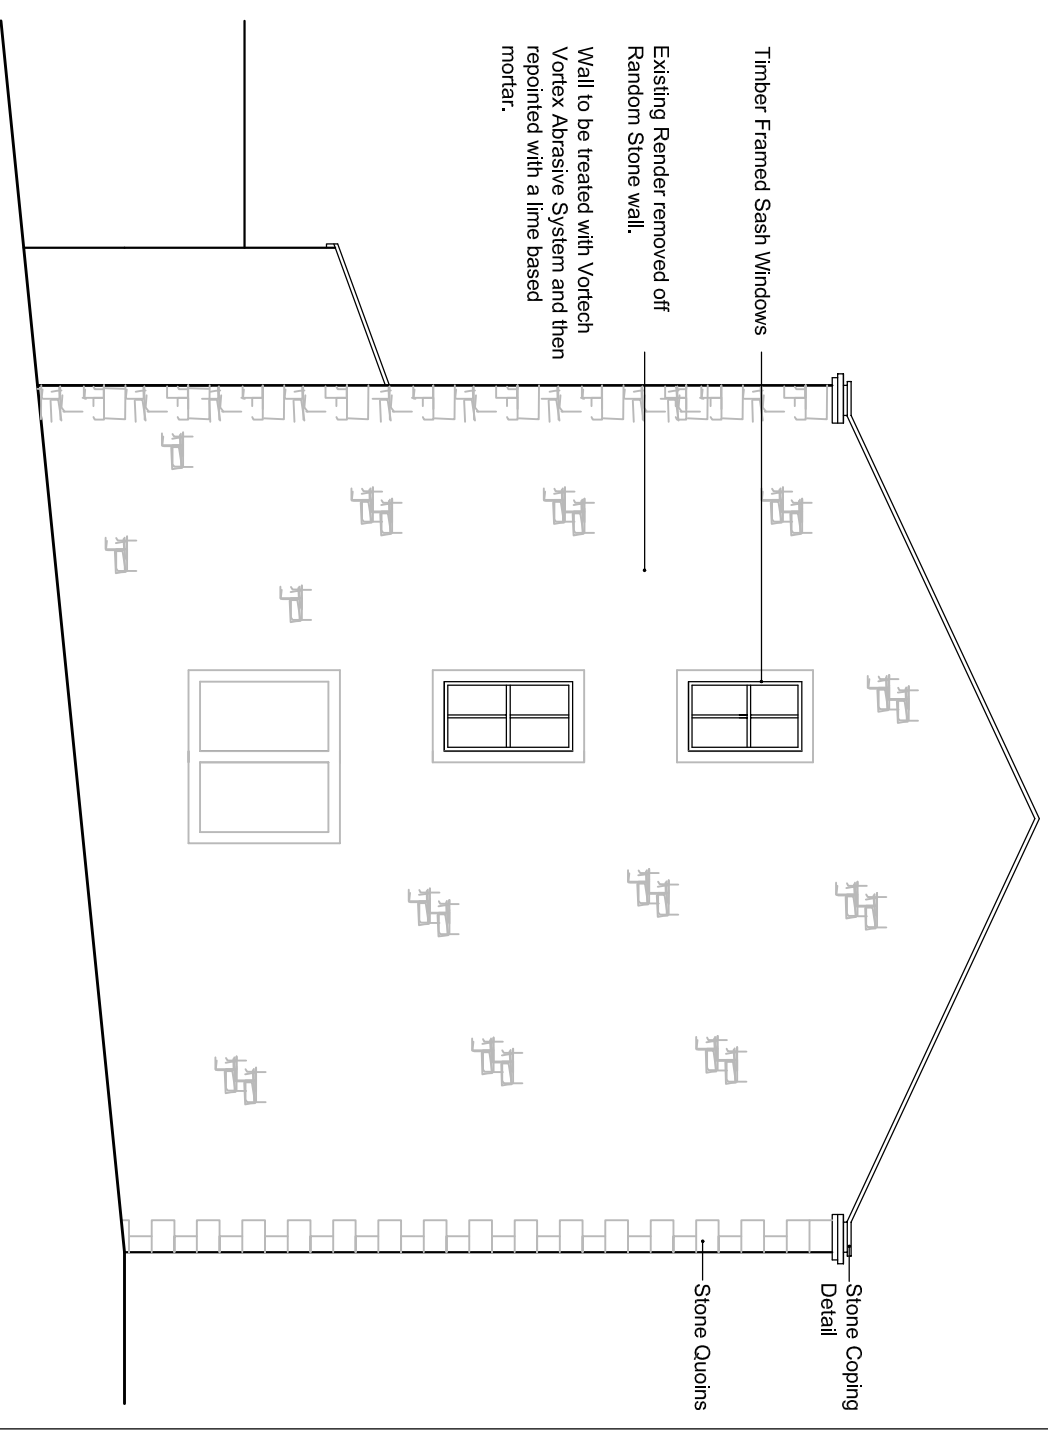 Timber Framed Sash Windows
Existing Render removed off
Random Stone wall.
Wall to be treated with Vortech
Vortex Abrasive System and then
repointed with a lime based
mortar.
Stone Coping
Detail
Stone Quoins